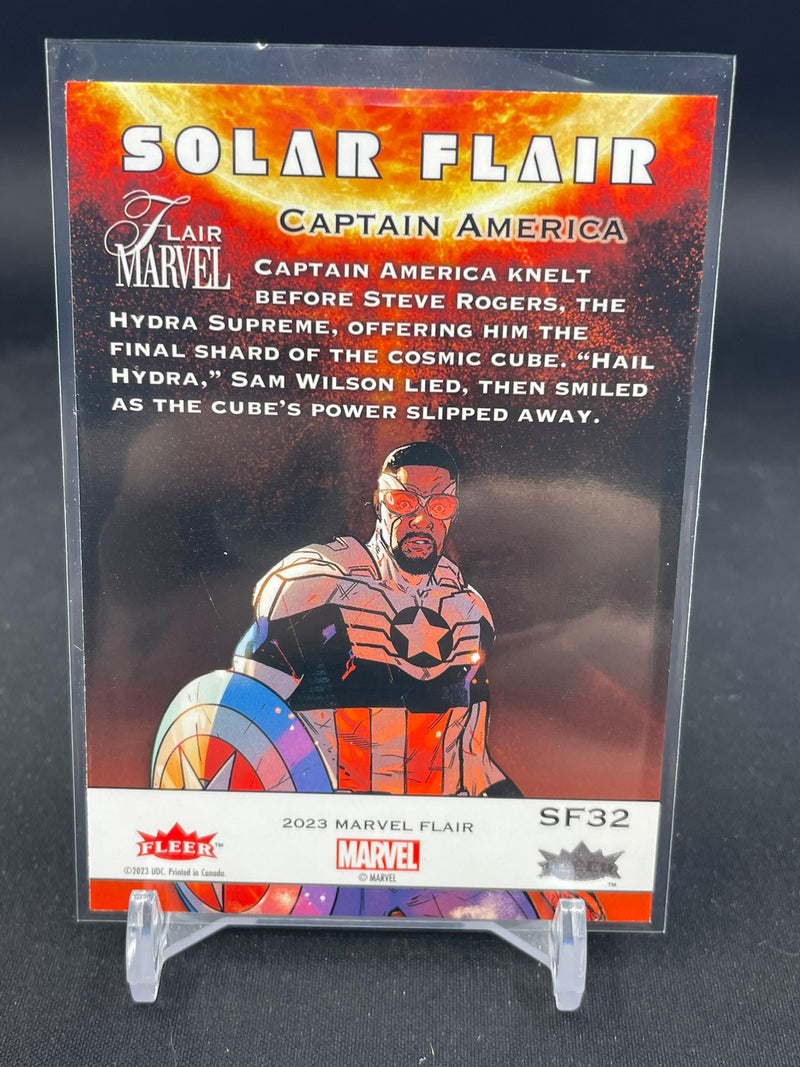 SOLAR FLAIR
CAPTAIN AMERICA
FLAIR
MARVEL
CAPTAIN AMERICA KNELT
BEFORE STEVE ROGERS, THE
HYDRA SUPREME, OFFERING HIM THE
FINAL SHARD OF THE COSMIC CUBE. “HAIL
HYDRA,” SAM WILSON LIED, THEN SMILED
AS THE CUBE’S POWER SLIPPED AWAY.
FLEER™
©2023 UDC. Printed in Canada.
2023 MARVEL FLAIR
MARVEL
© MARVEL
SF32
™